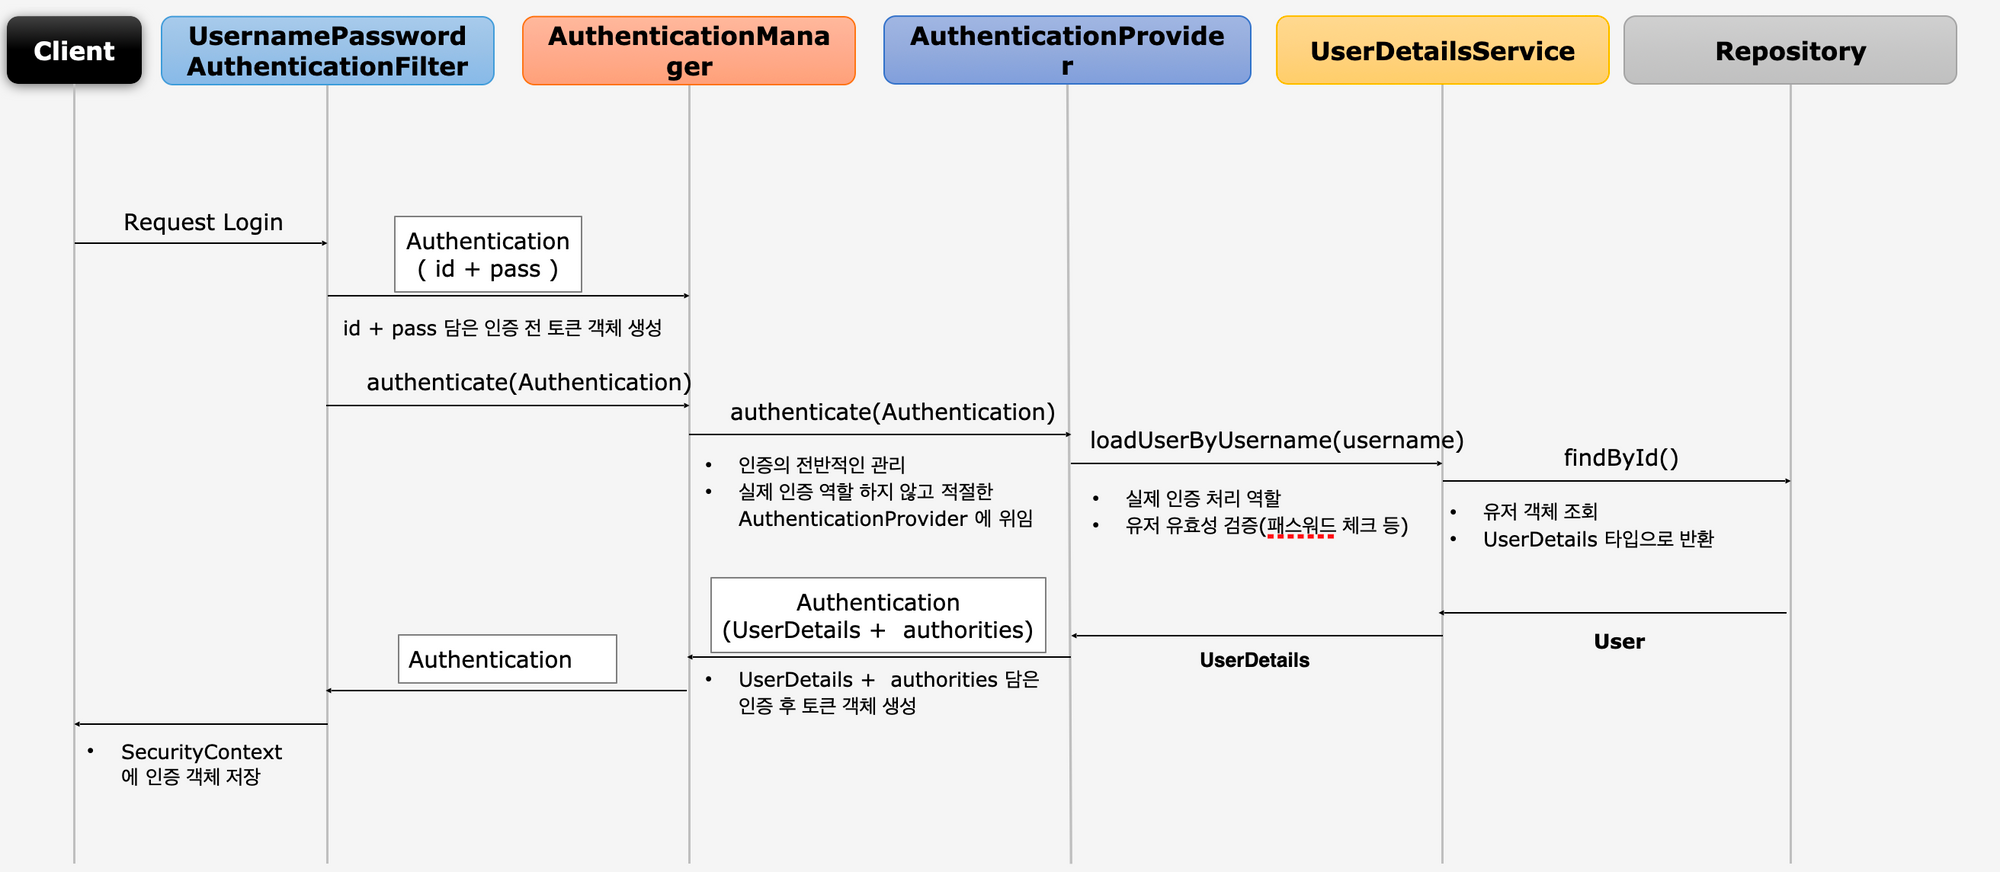 Client
UsernamePassword
AuthenticationFilter
AuthenticationMana
ger
AuthenticationProvide
r
UserDetailsService
Repository
Request Login
Authentication
( id + pass )
id + pass 담은 인증 전 토큰 객체 생성
authenticate(Authentication)
authenticate(Authentication)
• 인증의 전반적인 관리
• 실제 인증 역할 하지 않고 적절한
AuthenticationProvider 에 위임
loadUserByUsername(username)
• 실제 인증 처리 역할
• 유저 유효성 검증(패스워드 체크 등)
findById()
• 유저 객체 조회
• UserDetails 타입으로 반환
User
UserDetails
Authentication
(UserDetails + authorities)
• UserDetails + authorities 담은
인증 후 토큰 객체 생성
Authentication
• SecurityContext
에 인증 객체 저장